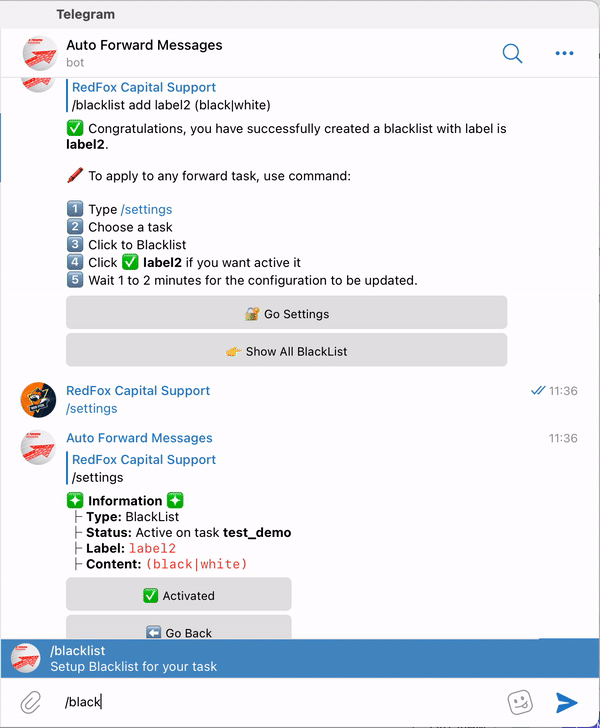 Telegram
Auto Forward Messages
bot
RedFox Capital Support
/blacklist add label2 (black|white)
✅ Congratulations, you have successfully created a blacklist with label is
label2.
🖍 To apply to any forward task, use command:
1️⃣ Type /settings
2️⃣ Choose a task
3️⃣ Click to Blacklist
4️⃣ Click ✅ label2 if you want active it
5️⃣ Wait 1 to 2 minutes for the configuration to be updated.
🔐 Go Settings
👉 Show All BlackList
RedFox Capital Support 11:36
/settings
Auto Forward Messages 11:36
RedFox Capital Support
/settings
❇️ Information ❇️
├ Type: BlackList
├ Status: Active on task test_demo
├ Label: label2
├ Content: (black|white)
✅ Activated
⬅️ Go Back
/blacklist
Setup Blacklist for your task
/black